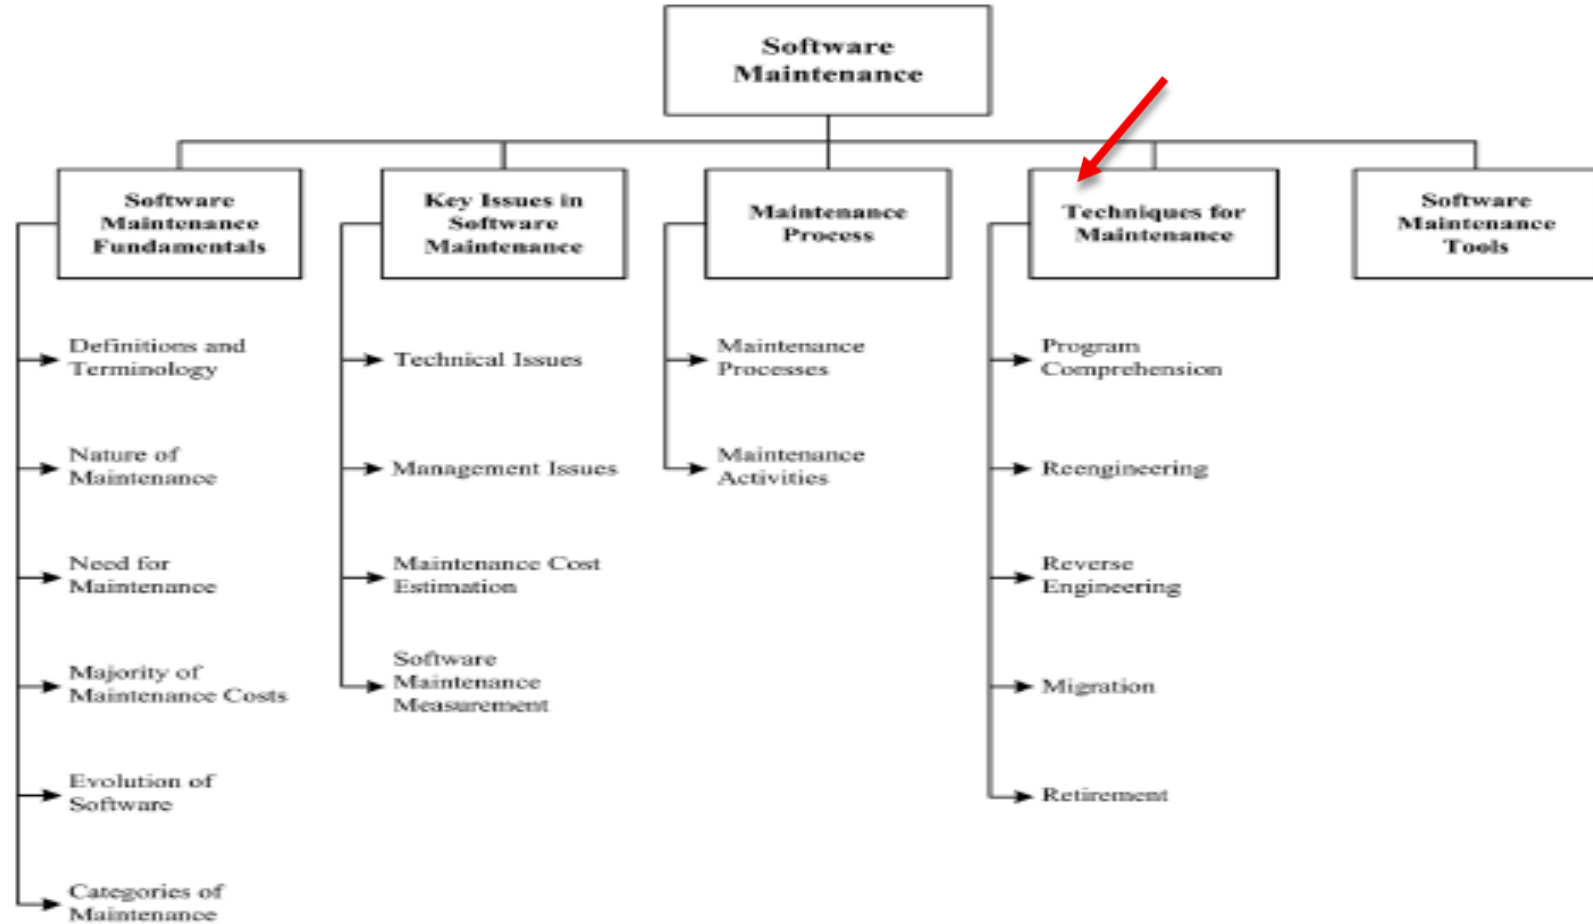 Software
Maintenance
Software
Maintenance
Fundamentals
Key Issues in
Software
Maintenance
Maintenance
Process
Techniques for
Maintenance
Software
Maintenance
Tools
Definitions and
Terminology
Nature of
Maintenance
Need for
Maintenance
Majority of
Maintenance Costs
Evolution of
Software
Categories of
Maintenance
Technical Issues
Management Issues
Maintenance Cost
Estimation
Software
Maintenance
Measurement
Maintenance
Processes
Maintenance
Activities
Program
Comprehension
Reengineering
Reverse
Engineering
Migration
Retirement